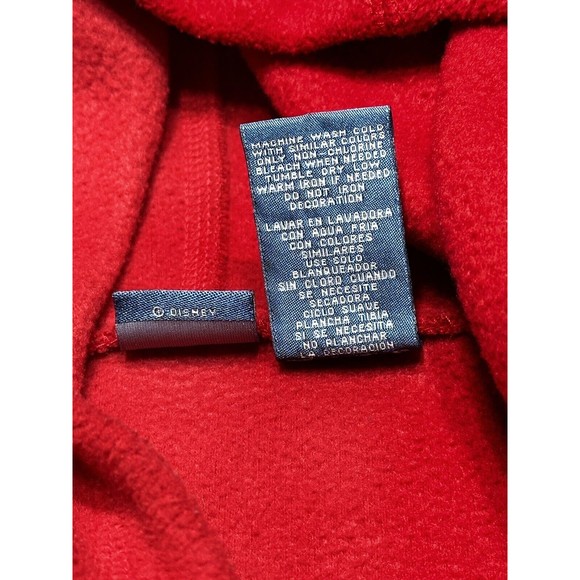 MACHINE WASH COLD
WITH SIMILAR COLORS
ONLY NON-CHLORINE
BLEACH WHEN NEEDED
TUMBLE DRY LOW
WARM IRON IF NEEDED
DO NOT IRON
DECORATION
LAVAR EN LAVADORA
CON AGUA FRIA
CON COLORES
SIMILARES
USE SOLO
BLANQUEADOR
SIN CLORO CUANDO
SE NECESITE
SECADORA
CICLO SUAVE
PLANCHA TIBIA
SI SE NECESITA
NO PLANCHAR
LA DECORACION
© DISNEY